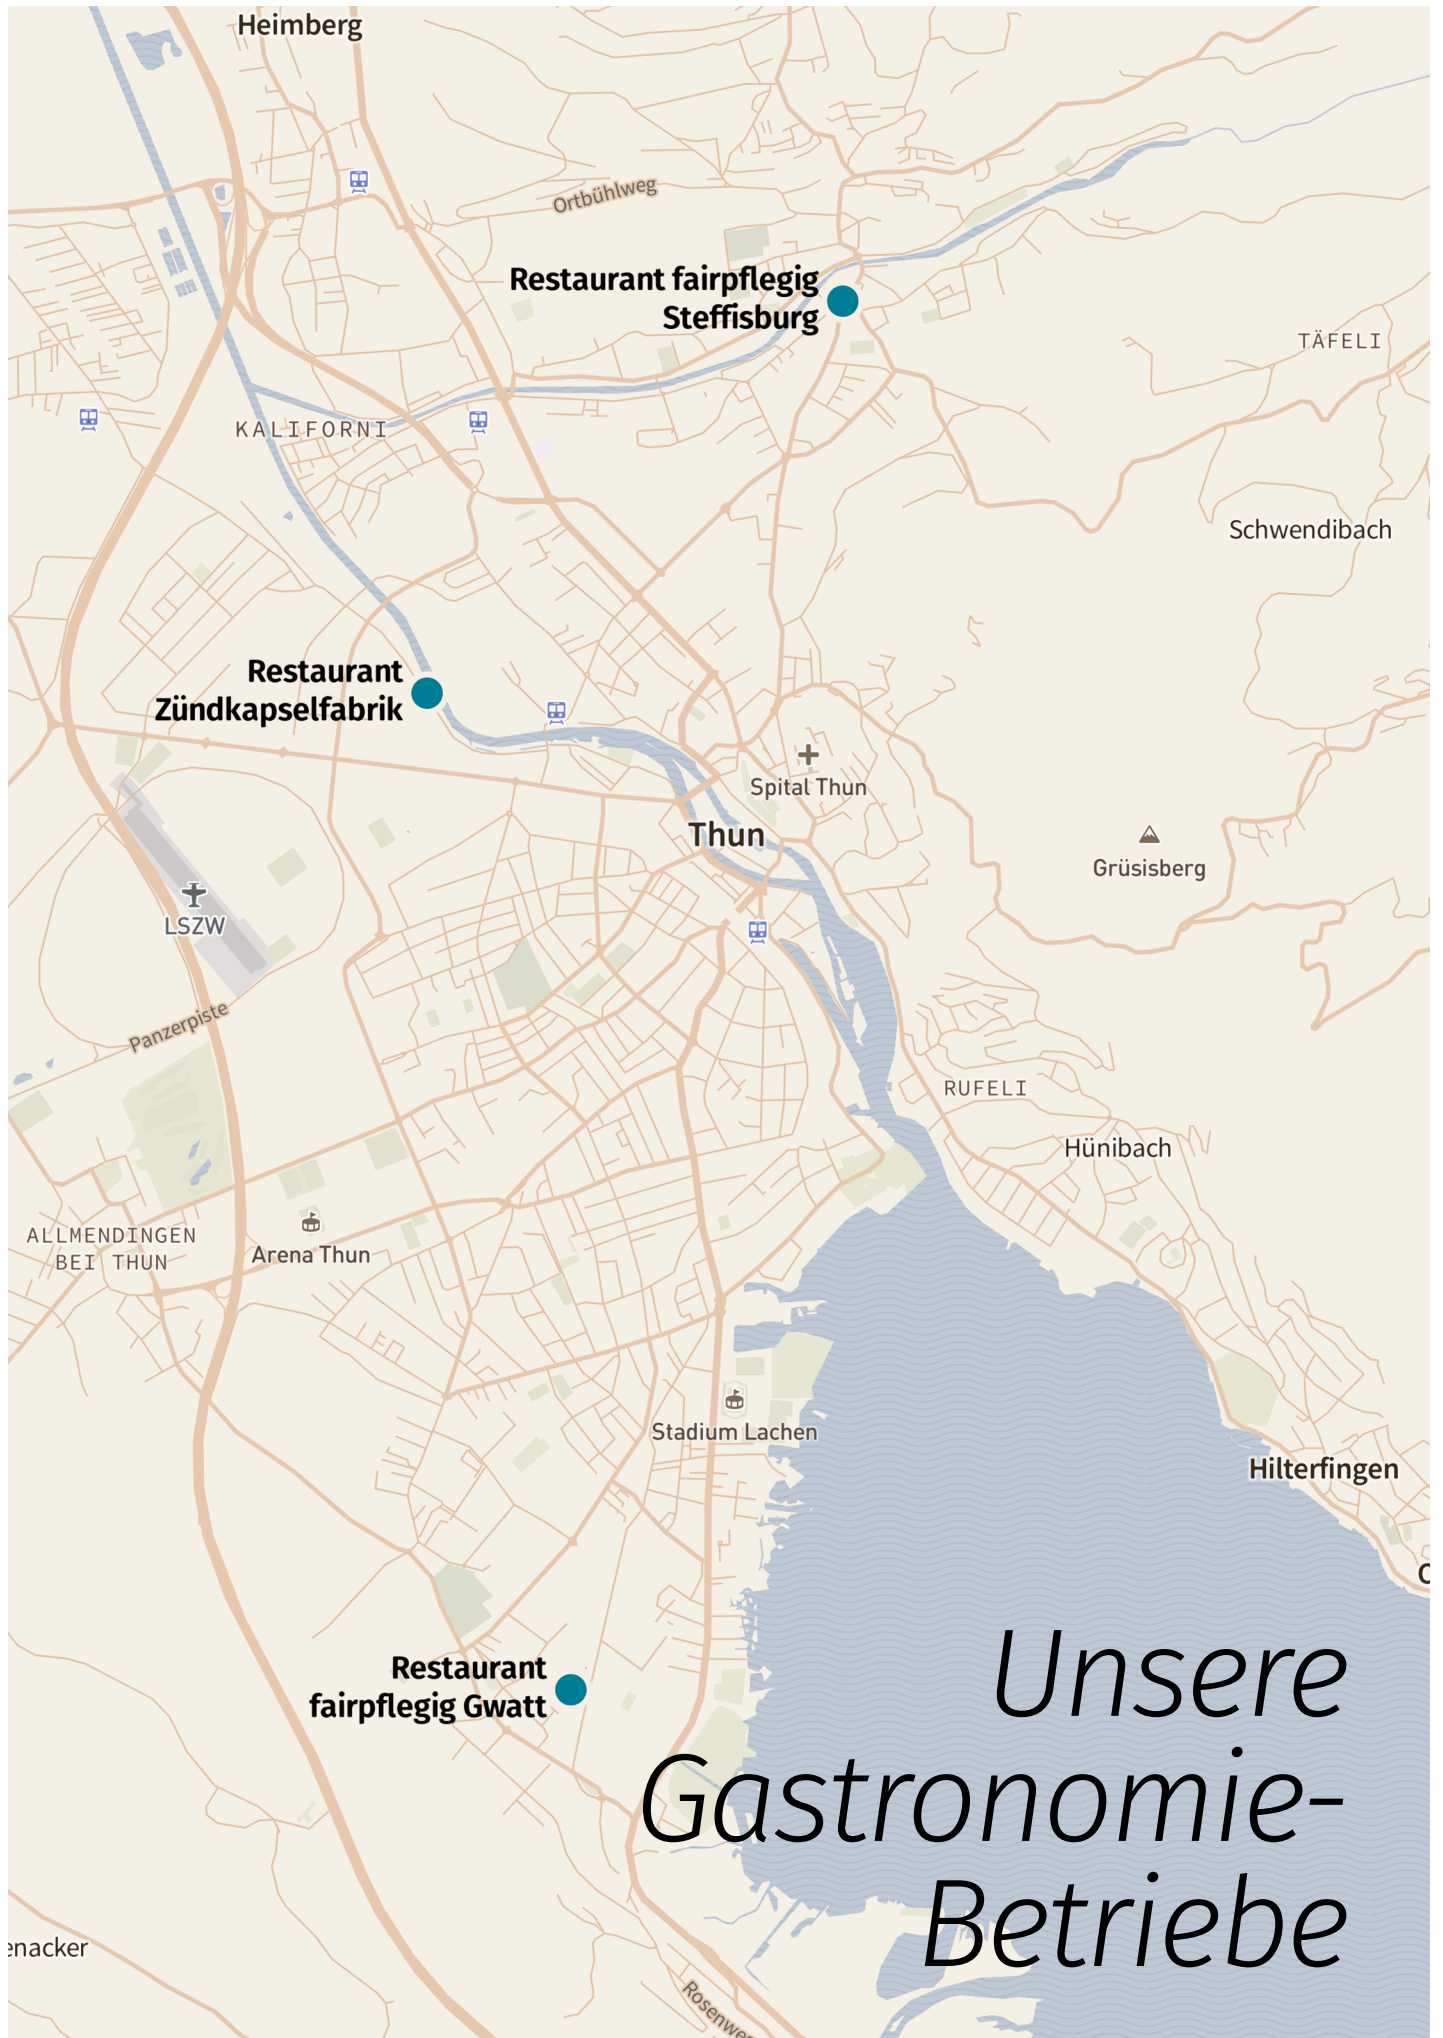 Heimberg
Ortbühlweg
Restaurant fairpflegig
Steffisburg
TÄFELI
KALIFORNI
Schwendibach
Restaurant
Zündkapselfabrik
Spital Thun
Thun
Grüsisberg
LSZW
Panzerpiste
RUFELI
Hünibach
ALLMENDINGEN
BEI THUN
Arena Thun
Stadium Lachen
Hilterfingen
Restaurant
fairpflegig Gwatt
Unsere
Gastronomie-
Betriebe
enacker